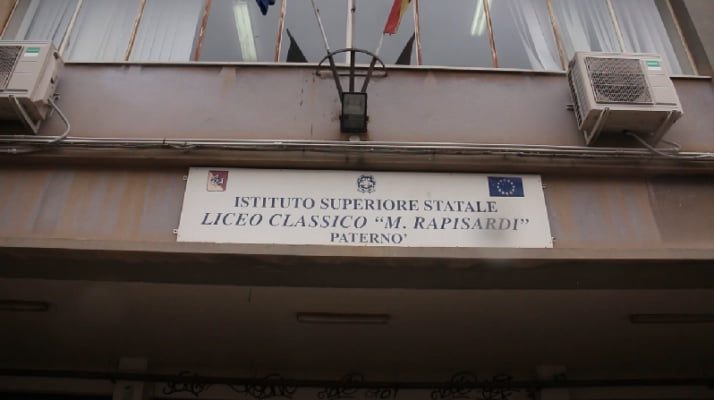 ISTITUTO SUPERIORE STATALE
LICEO CLASSICO "M. RAPISARDI"
PATERNO'